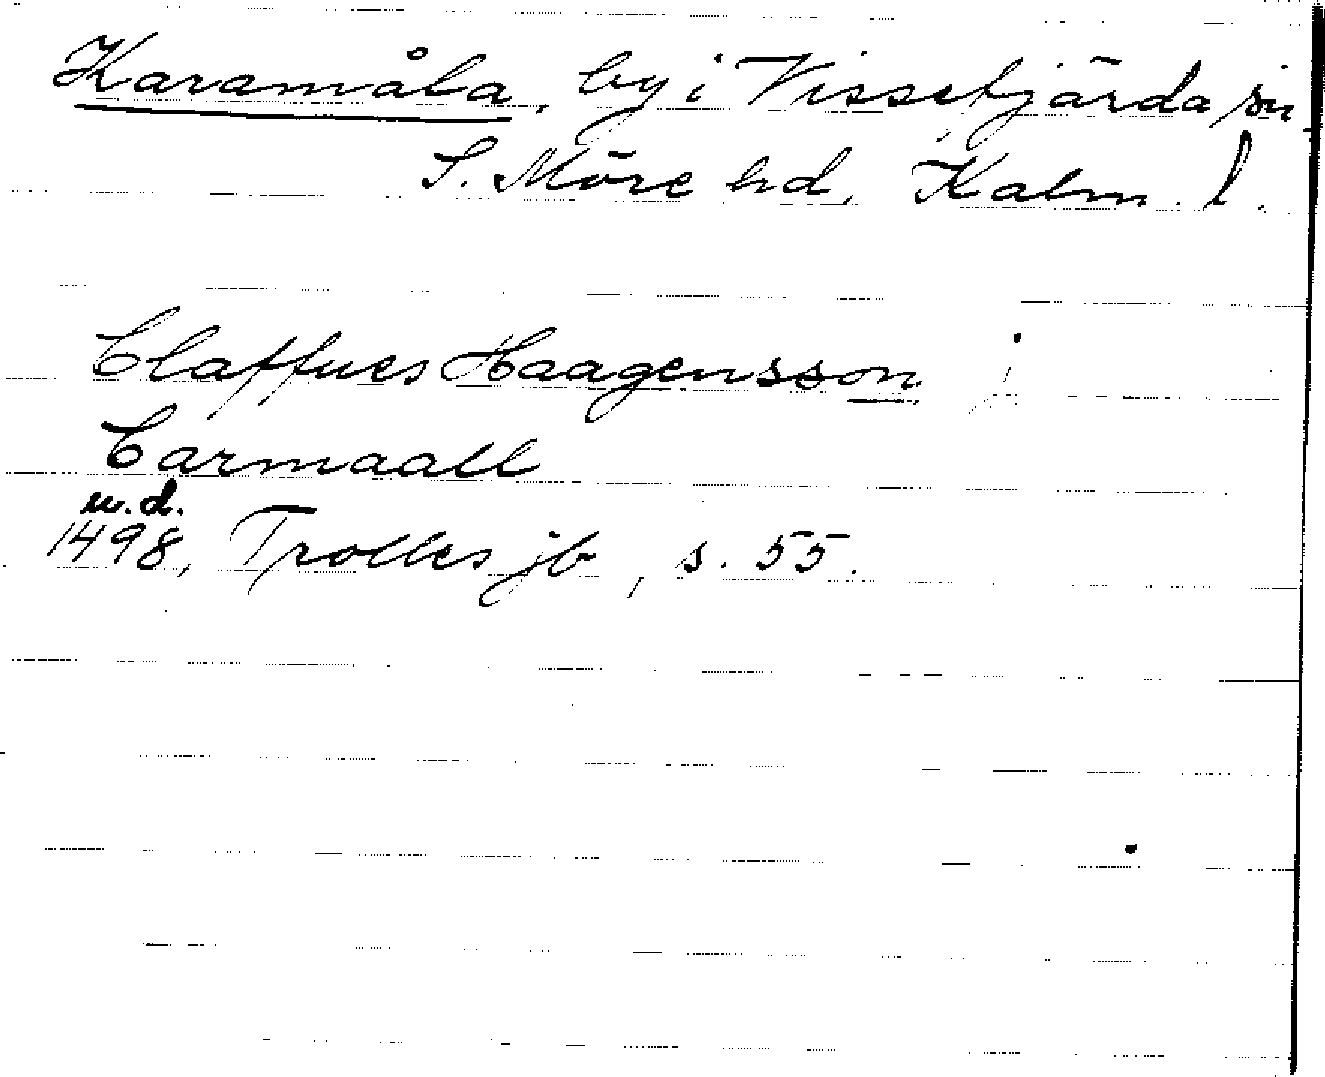 Karamåla, by i Vissefjärda sn
S. Möre hd, Kalm. l.
Claffues Haagensson i
Carmaall
u.d.
1498, Trolles jb, s. 55.